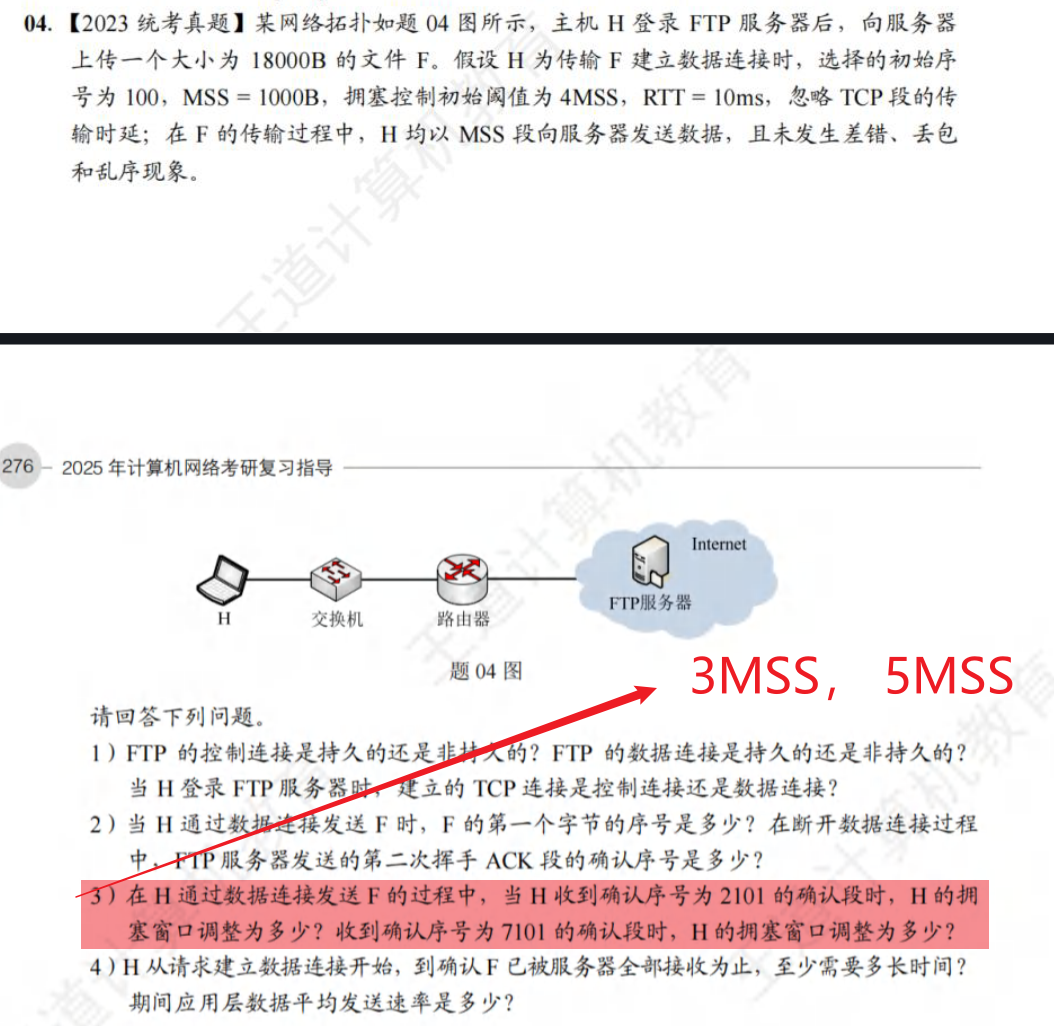 04.【2023 统考真题】某网络拓扑如题 04 图所示，主机 H 登录 FTP 服务器后，向服务器
上传一个大小为 18000B 的文件 F。假设 H 为传输 F 建立数据连接时，选择的初始序
号为 100，MSS = 1000B，拥塞控制初始阈值为 4MSS，RTT = 10ms，忽略 TCP 段的传
输时延；在 F 的传输过程中，H 均以 MSS 段向服务器发送数据，且未发生差错、丢包
和乱序现象。
王道计算机教育
276
2025 年计算机网络考研复习指导
王道计算机教育
Internet
FTP服务器
H
交换机
路由器
题 04 图
3MSS， 5MSS
请回答下列问题。
1）FTP 的控制连接是持久的还是非持久的？FTP 的数据连接是持久的还是非持久的？
当 H 登录 FTP 服务器时，建立的 TCP 连接是控制连接还是数据连接？
2）当 H 通过数据连接发送 F 时，F 的第一个字节的序号是多少？在断开数据连接过程
中，FTP 服务器发送的第二次挥手 ACK 段的确认序号是多少？
3）在 H 通过数据连接发送 F 的过程中，当 H 收到确认序号为 2101 的确认段时，H 的拥
塞窗口调整为多少？收到确认序号为 7101 的确认段时，H 的拥塞窗口调整为多少？
4）H 从请求建立数据连接开始，到确认 F 已被服务器全部接收为止，至少需要多长时间？
期间应用层数据平均发送速率是多少？